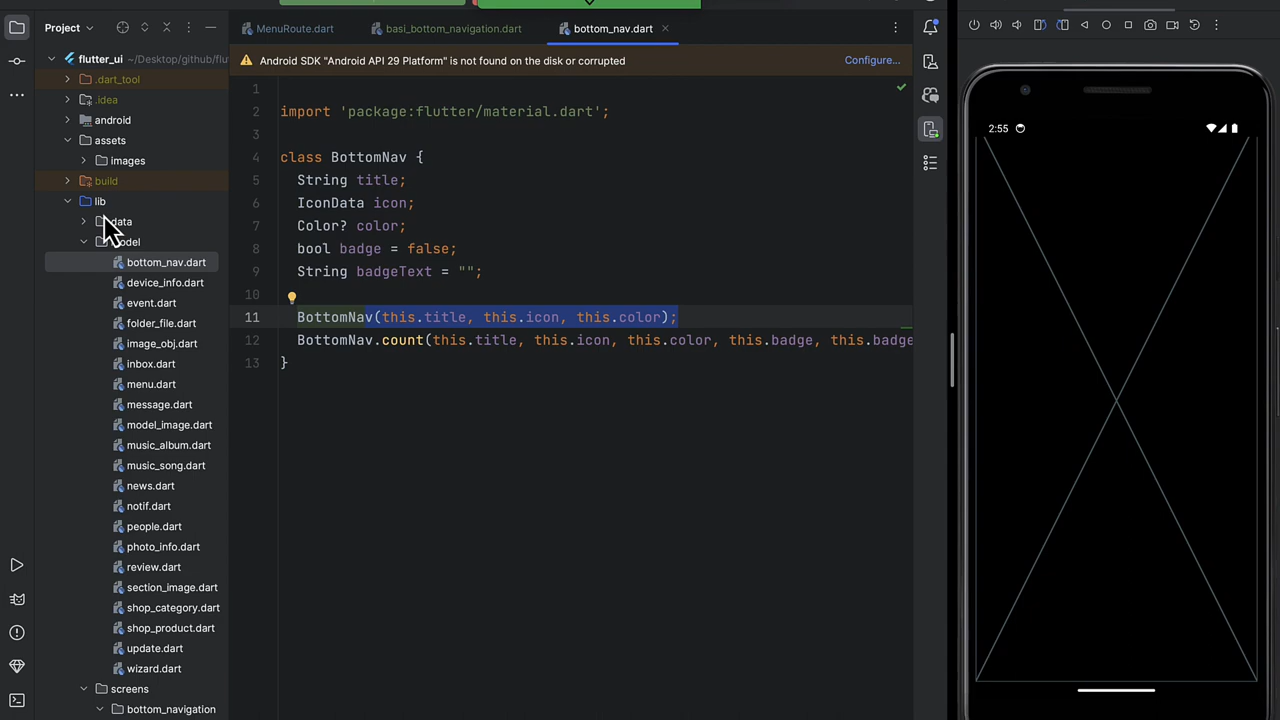 Project
MenuRoute.dart
basi_bottom_navigation.dart
bottom_nav.dart
flutter_ui ~/Desktop/github/flu
Android SDK "Android API 29 Platform" is not found on the disk or corrupted
Configure...
.dart_tool
.idea
android
assets
images
build
lib
data
bottom_nav.dart
device_info.dart
event.dart
folder_file.dart
image_obj.dart
inbox.dart
menu.dart
message.dart
model_image.dart
music_album.dart
music_song.dart
news.dart
notif.dart
people.dart
photo_info.dart
review.dart
section_image.dart
shop_category.dart
shop_product.dart
update.dart
wizard.dart
screens
bottom_navigation
1
2 import 'package:flutter/material.dart';
3
4 class BottomNav {
5 String title;
6 IconData icon;
7 Color? color;
8 bool badge = false;
9 String badgeText = "";
10
11 BottomNav(this.title, this.icon, this.color);
12 BottomNav.count(this.title, this.icon, this.color, this.badge, this.badge
13 }
2:55